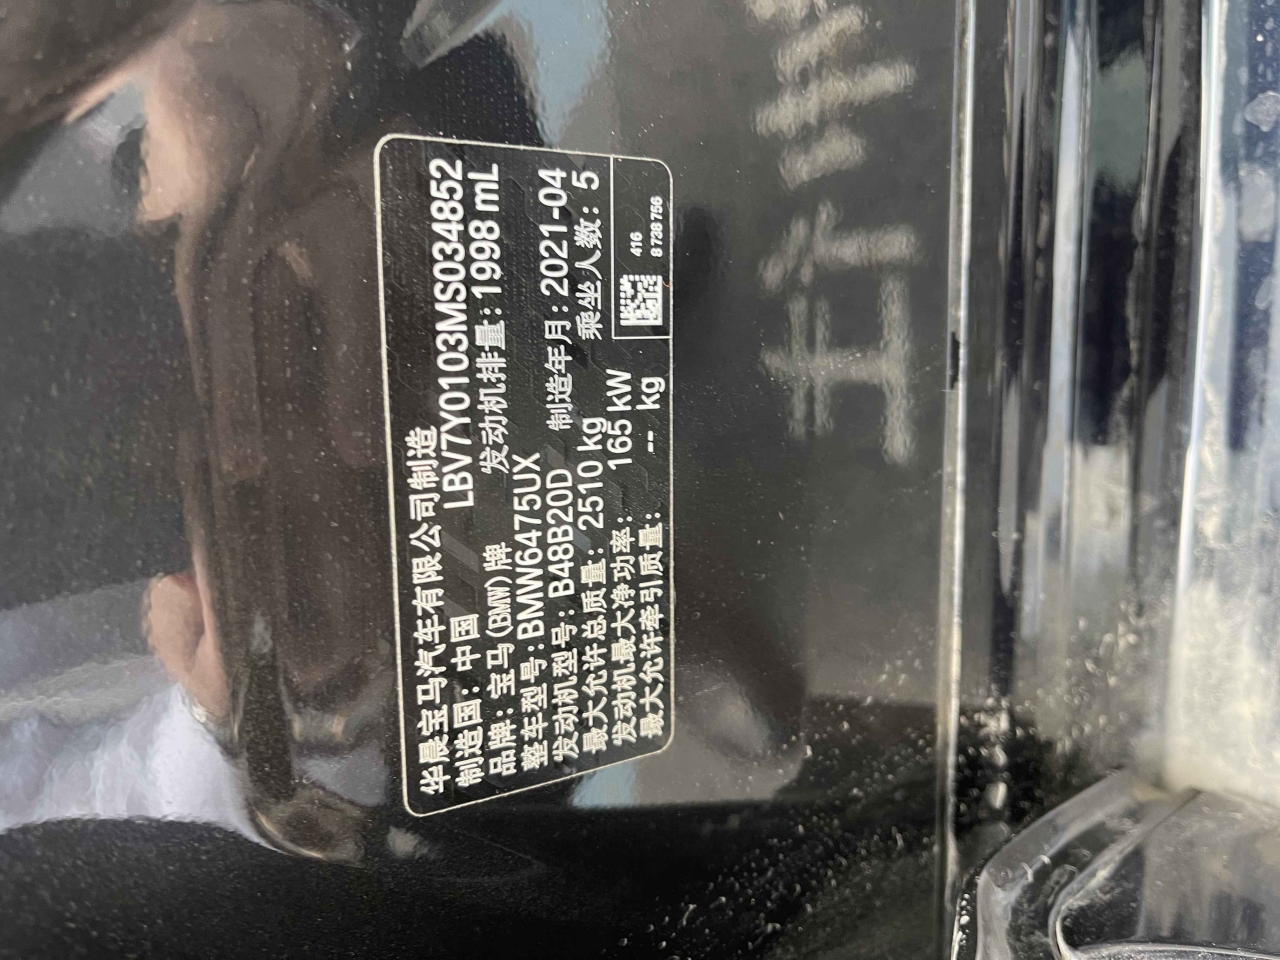 华晨宝马汽车有限公司制造
制造国：中国 LBV7Y0103MS034852
品牌：宝马(BMW)牌 发动机排量：1998 mL
整车型号：BMW6475UX
发动机型号：B48B20D 制造年月：2021-04
最大允许总质量：2510 kg 乘坐人数：5
发动机最大净功率： 165 kW
最大允许牵引质量： -- kg
416
8 738 756